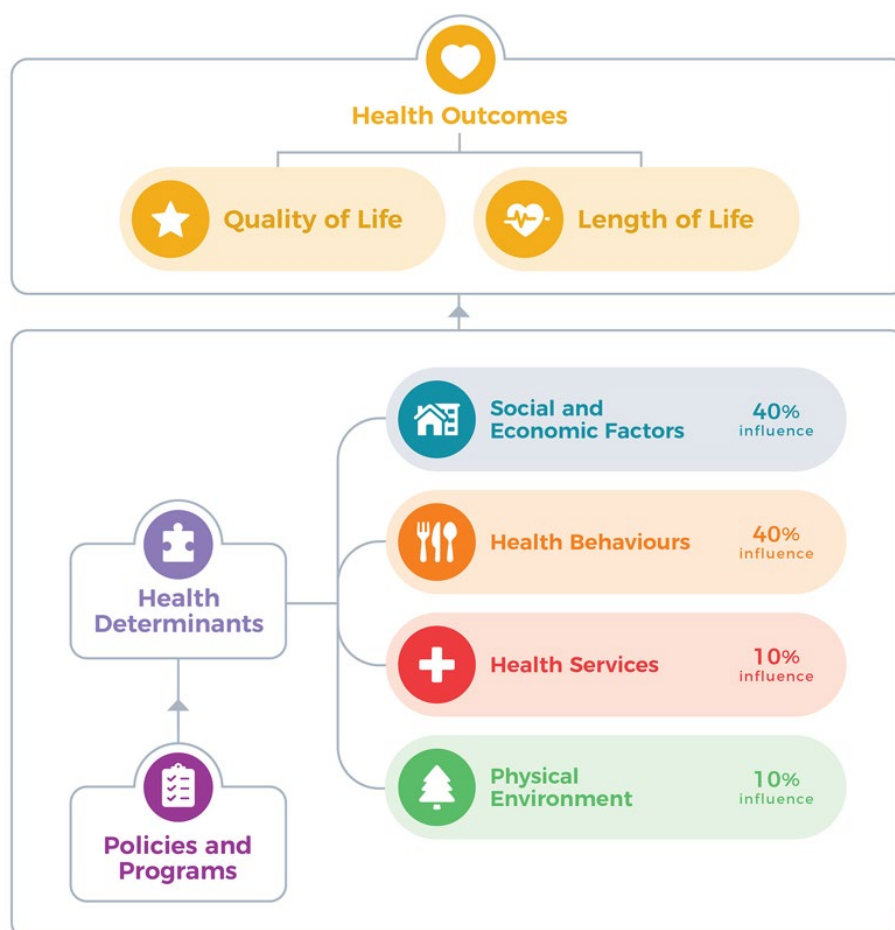 Health Outcomes
Quality of Life
Length of Life
Social and
Economic Factors
40%
influence
Health Behaviours
40%
influence
Health
Determinants
Health Services
10%
influence
Physical
Environment
10%
influence
Policies and
Programs